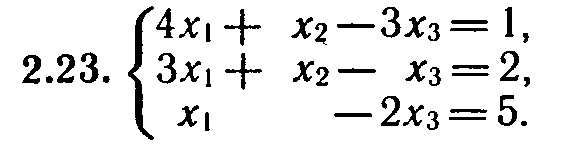 4x₁ + x₂ − 3x₃ = 1,
2.23. 3x₁ + x₂ − x₃ = 2,
x₁ − 2x₃ = 5.